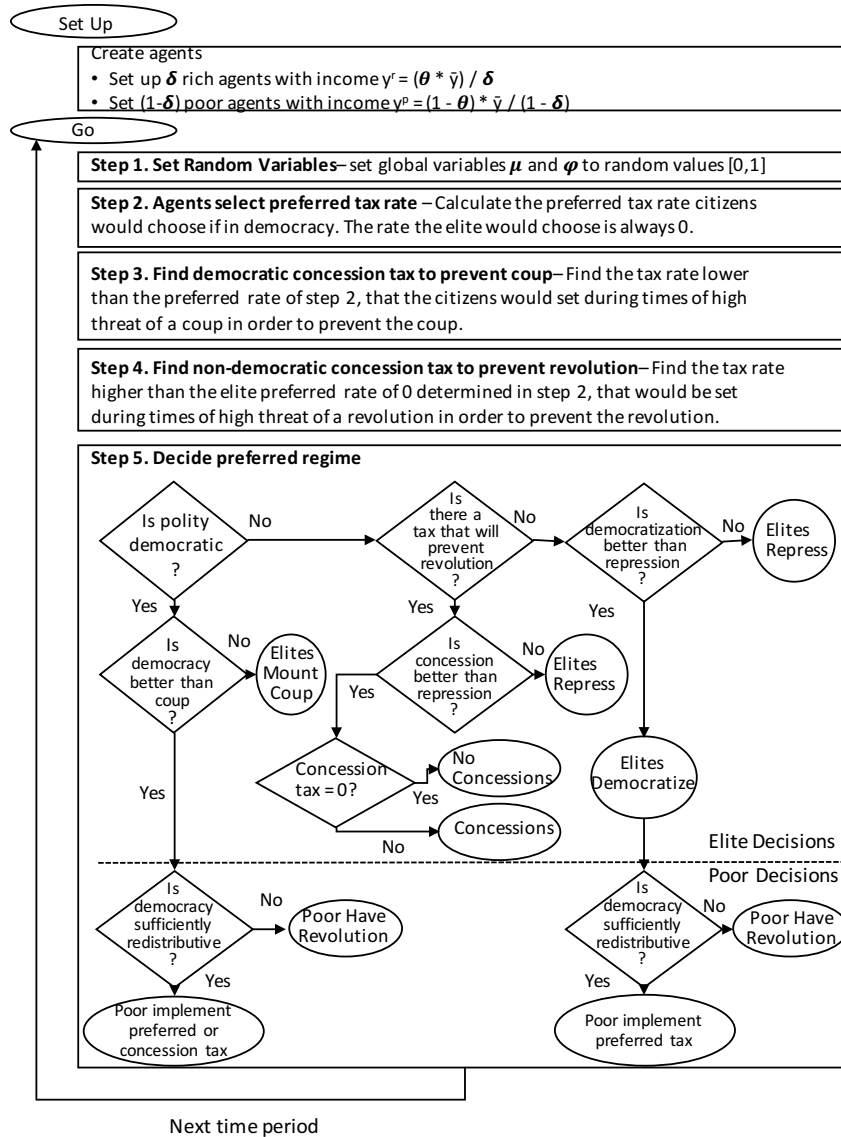 Set Up
Create agents
• Set up δ rich agents with income yʳ = (θ * ȳ) / δ
• Set (1-δ) poor agents with income yᵖ = (1 - θ) * ȳ / (1 - δ)
Go
Step 1. Set Random Variables– set global variables μ and φ to random values [0,1]
Step 2. Agents select preferred tax rate – Calculate the preferred tax rate citizens
would choose if in democracy. The rate the elite would choose is always 0.
Step 3. Find democratic concession tax to prevent coup– Find the tax rate lower
than the preferred rate of step 2, that the citizens would set during times of high
threat of a coup in order to prevent the coup.
Step 4. Find non-democratic concession tax to prevent revolution– Find the tax rate
higher than the elite preferred rate of 0 determined in step 2, that would be set
during times of high threat of a revolution in order to prevent the revolution.
Step 5. Decide preferred regime
Is polity
democratic
?
No
Is
there a
tax that will
prevent
revolution
?
No
Is
democratization
better than
repression
?
No
Elites
Repress
Yes
Yes
Yes
Is
democracy
better than
coup
?
No
Elites
Mount
Coup
Is
concession
better than
repression
?
No
Elites
Repress
Yes
Concession
tax = 0?
No
Concessions
Yes
Concessions
No
Elites
Democratize
Yes
Elite Decisions
Poor Decisions
Is
democracy
sufficiently
redistributive
?
No
Poor Have
Revolution
Yes
Poor implement
preferred or
concession tax
Is
democracy
sufficiently
redistributive
?
No
Poor Have
Revolution
Yes
Poor implement
preferred tax
Next time period